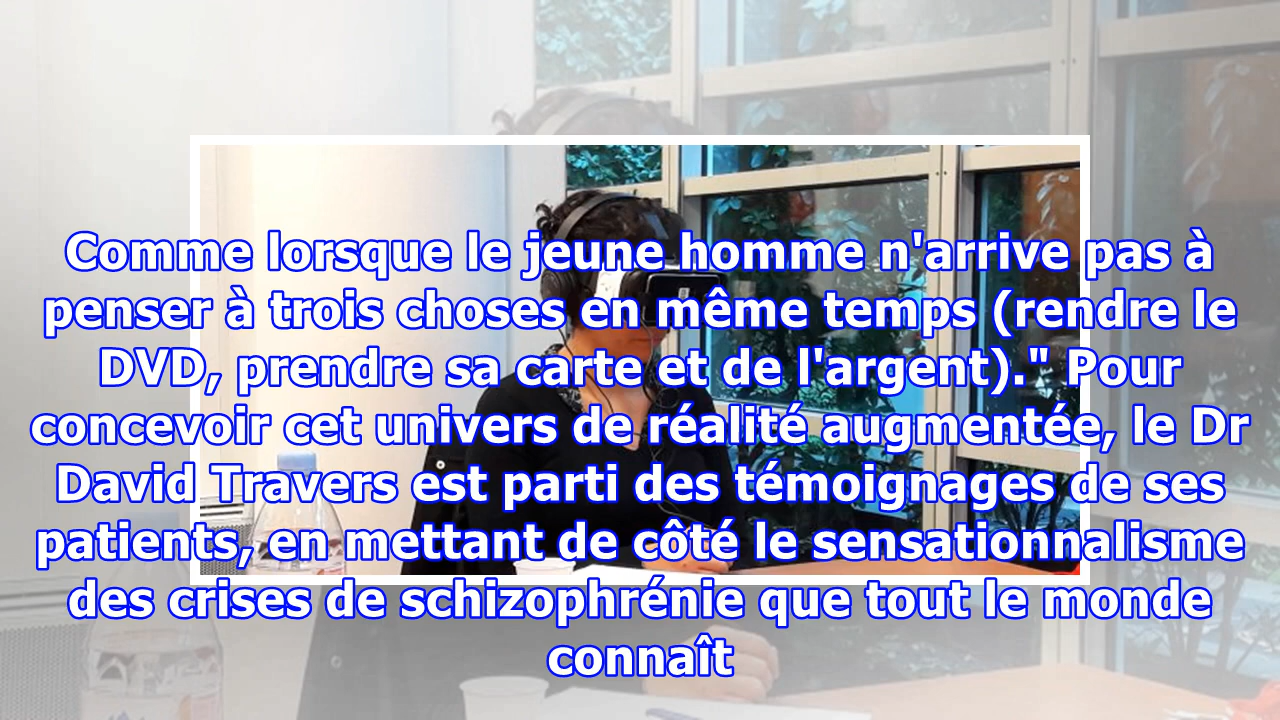 Comme lorsque le jeune homme n'arrive pas à
penser à trois choses en même temps (rendre le
DVD, prendre sa carte et de l'argent)." Pour
concevoir cet univers de réalité augmentée, le Dr
David Travers est parti des témoignages de ses
patients, en mettant de côté le sensationnalisme
des crises de schizophrénie que tout le monde
connaît